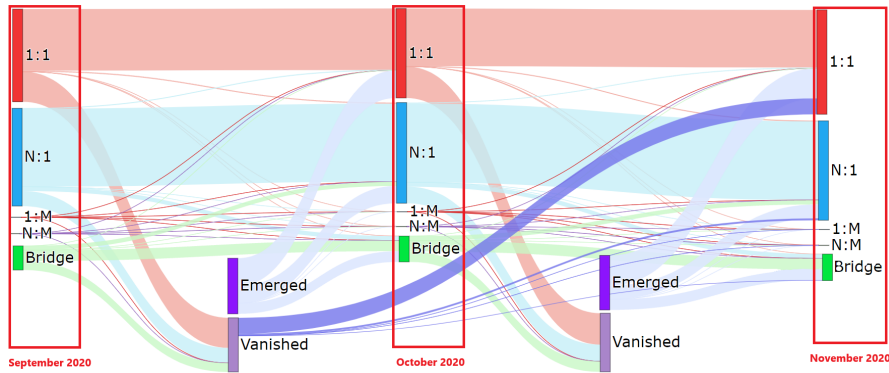 1:1
N:1
1:M
N:M
Bridge
September 2020
Emerged
Vanished
1:1
N:1
1:M
N:M
Bridge
October 2020
Emerged
Vanished
1:1
N:1
1:M
N:M
Bridge
November 2020